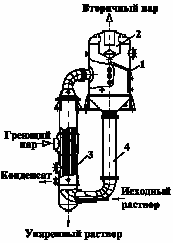 Вторичный пар
2
1
Греющий
пар
3
4
Конденсат
Исходный
раствор
Упаренный раствор